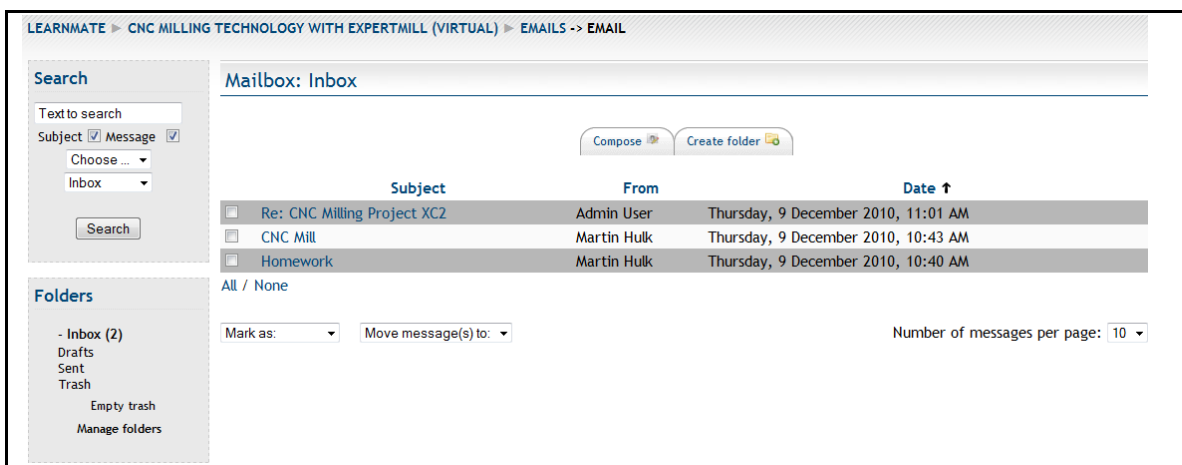 LEARNMATE ► CNC MILLING TECHNOLOGY WITH EXPERTMILL (VIRTUAL) ► EMAILS -> EMAIL
Search
Text to search
Subject Message
Choose ...
Inbox
Search
Folders
- Inbox (2)
Drafts
Sent
Trash
Empty trash
Manage folders
Mailbox: Inbox
Compose Create folder
Subject From Date ↑
Re: CNC Milling Project XC2 Admin User Thursday, 9 December 2010, 11:01 AM
CNC Mill Martin Hulk Thursday, 9 December 2010, 10:43 AM
Homework Martin Hulk Thursday, 9 December 2010, 10:40 AM
All / None
Mark as: Move message(s) to: Number of messages per page: 10